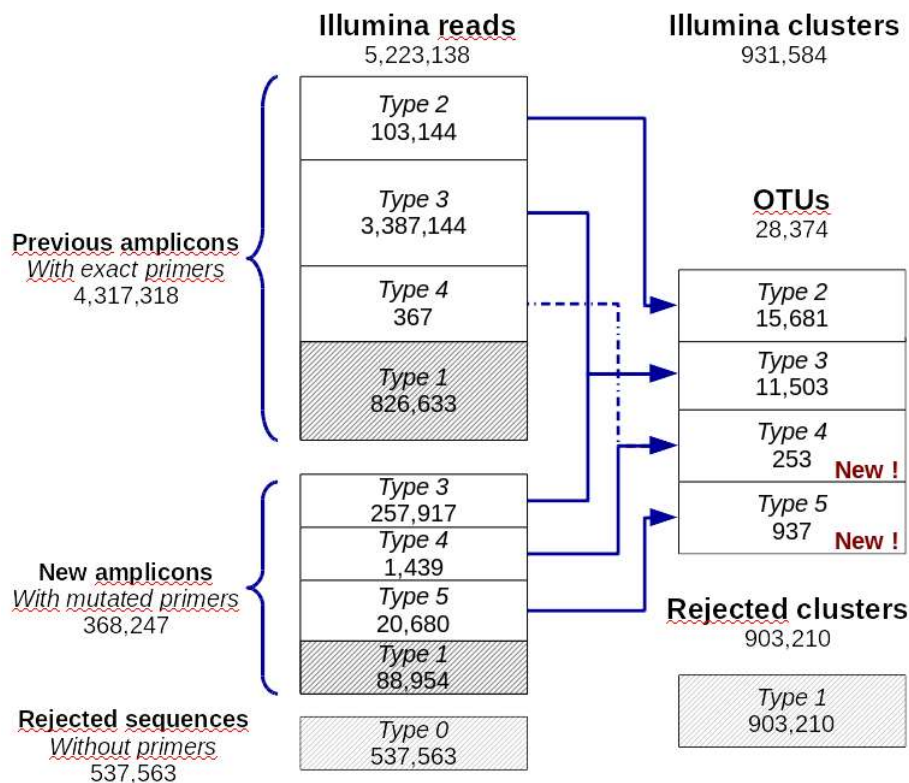 Illumina reads
5,223,138
Illumina clusters
931,584
Previous amplicons
With exact primers
4,317,318
Type 2
103,144
Type 3
3,387,144
Type 4
367
Type 1
826,633
New amplicons
With mutated primers
368,247
Type 3
257,917
Type 4
1,439
Type 5
20,680
Type 1
88,954
Rejected sequences
Without primers
537,563
Type 0
537,563
OTUs
28,374
Type 2
15,681
Type 3
11,503
Type 4
253 New !
Type 5
937 New !
Rejected clusters
903,210
Type 1
903,210